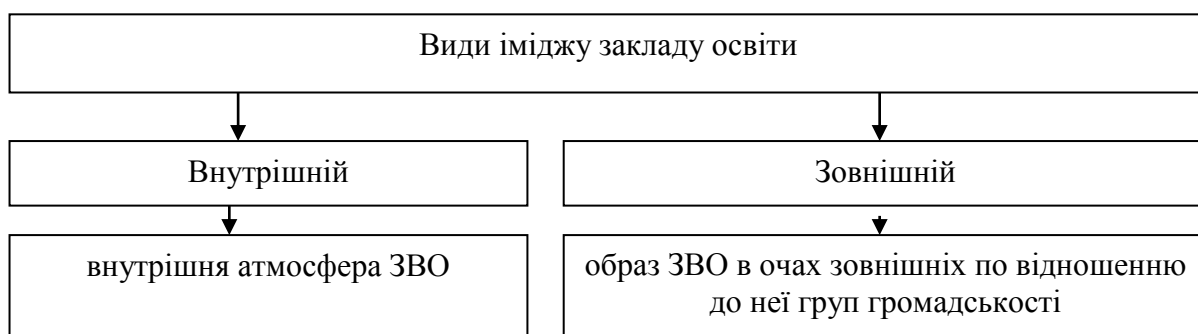 Види іміджу закладу освіти
Внутрішній
Зовнішній
внутрішня атмосфера ЗВО
образ ЗВО в очах зовнішніх по відношенню
до неї груп громадськості